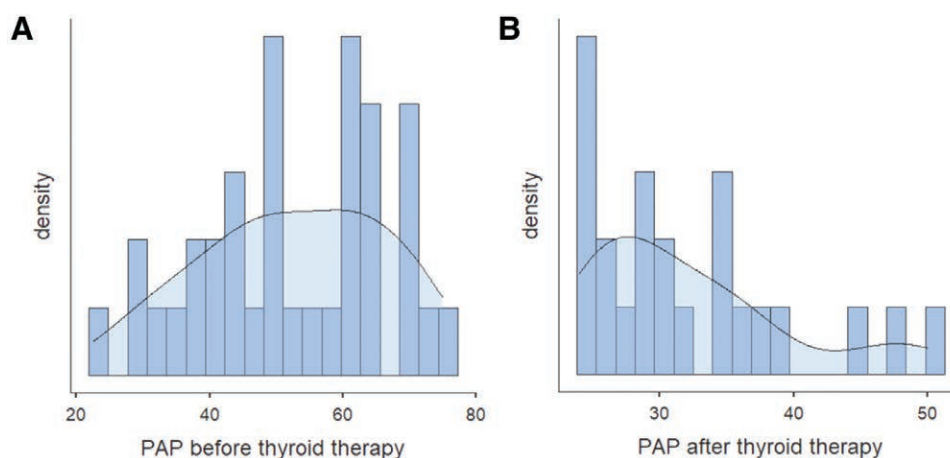 A
density
20 40 60 80
PAP before thyroid therapy
B
density
30 40 50
PAP after thyroid therapy